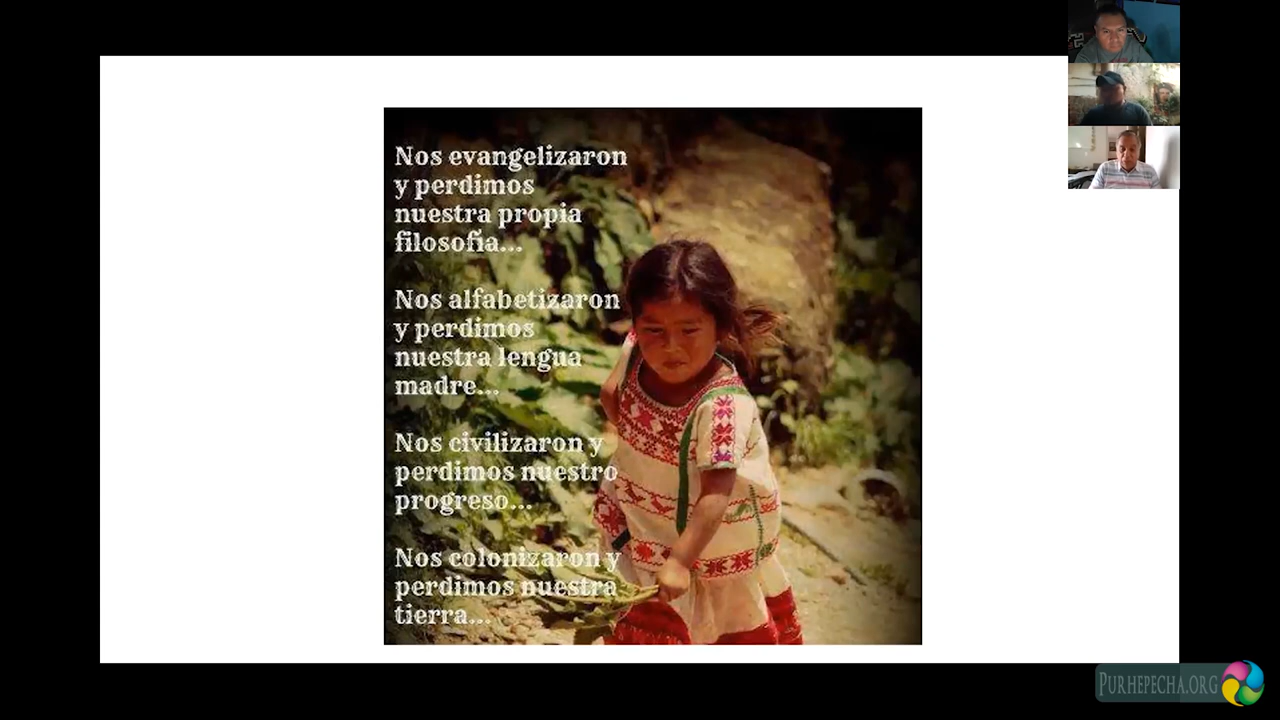 Nos evangelizaron
y perdimos
nuestra propia
filosofía...
Nos alfabetizaron
y perdimos
nuestra lengua
madre...
Nos civilizaron y
perdimos nuestro
progreso...
Nos colonizaron y
perdimos nuestra
tierra...
PURHEPECHA.ORG